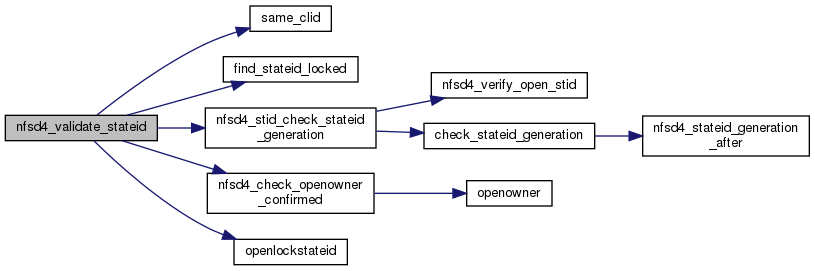 same_clid
find_stateid_locked
nfsd4_verify_open_stid
nfsd4_validate_stateid
nfsd4_stid_check_stateid
_generation
check_stateid_generation
nfsd4_stateid_generation
_after
nfsd4_check_openowner
_confirmed
openowner
openlockstateid